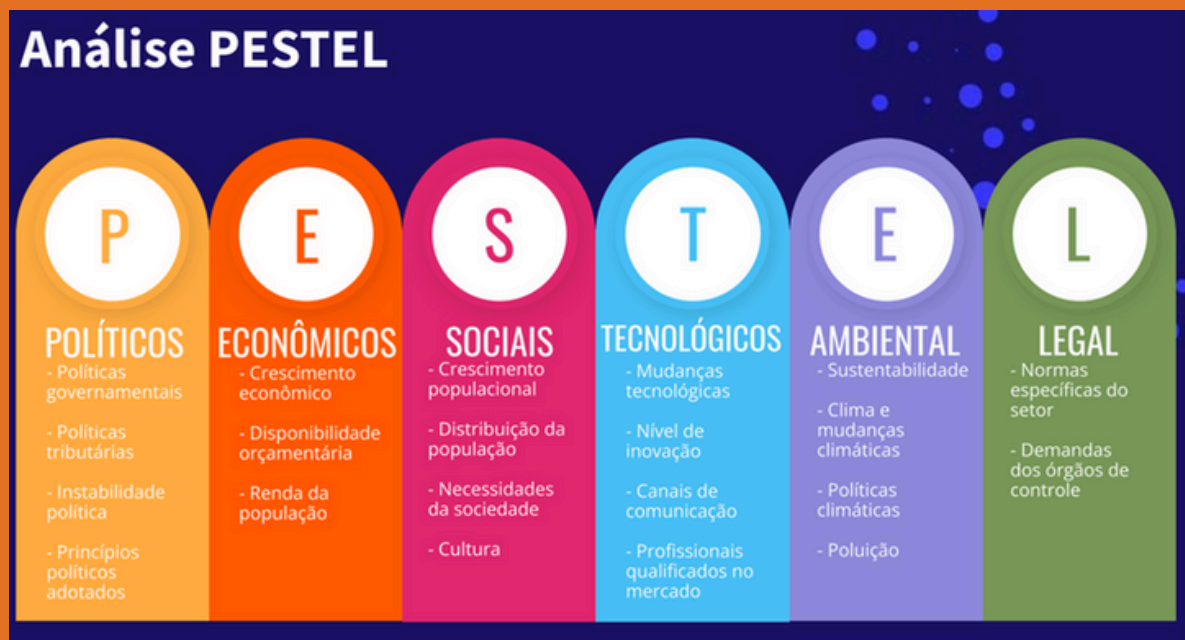 Análise PESTEL
P
POLÍTICOS
- Políticas
governamentais
- Políticas
tributárias
- Instabilidade
política
- Princípios
políticos
adotados
E
ECONÔMICOS
- Crescimento
econômico
- Disponibilidade
orçamentária
- Renda da
população
S
SOCIAIS
- Crescimento
populacional
- Distribuição da
população
- Necessidades
da sociedade
- Cultura
T
TECNOLÓGICOS
- Mudanças
tecnológicas
- Nível de
inovação
- Canais de
comunicação
- Profissionais
qualificados no
mercado
E
AMBIENTAL
- Sustentabilidade
- Clima e
mudanças
climáticas
- Políticas
climáticas
- Poluição
L
LEGAL
- Normas
específicas do
setor
- Demandas
dos órgãos de
controle